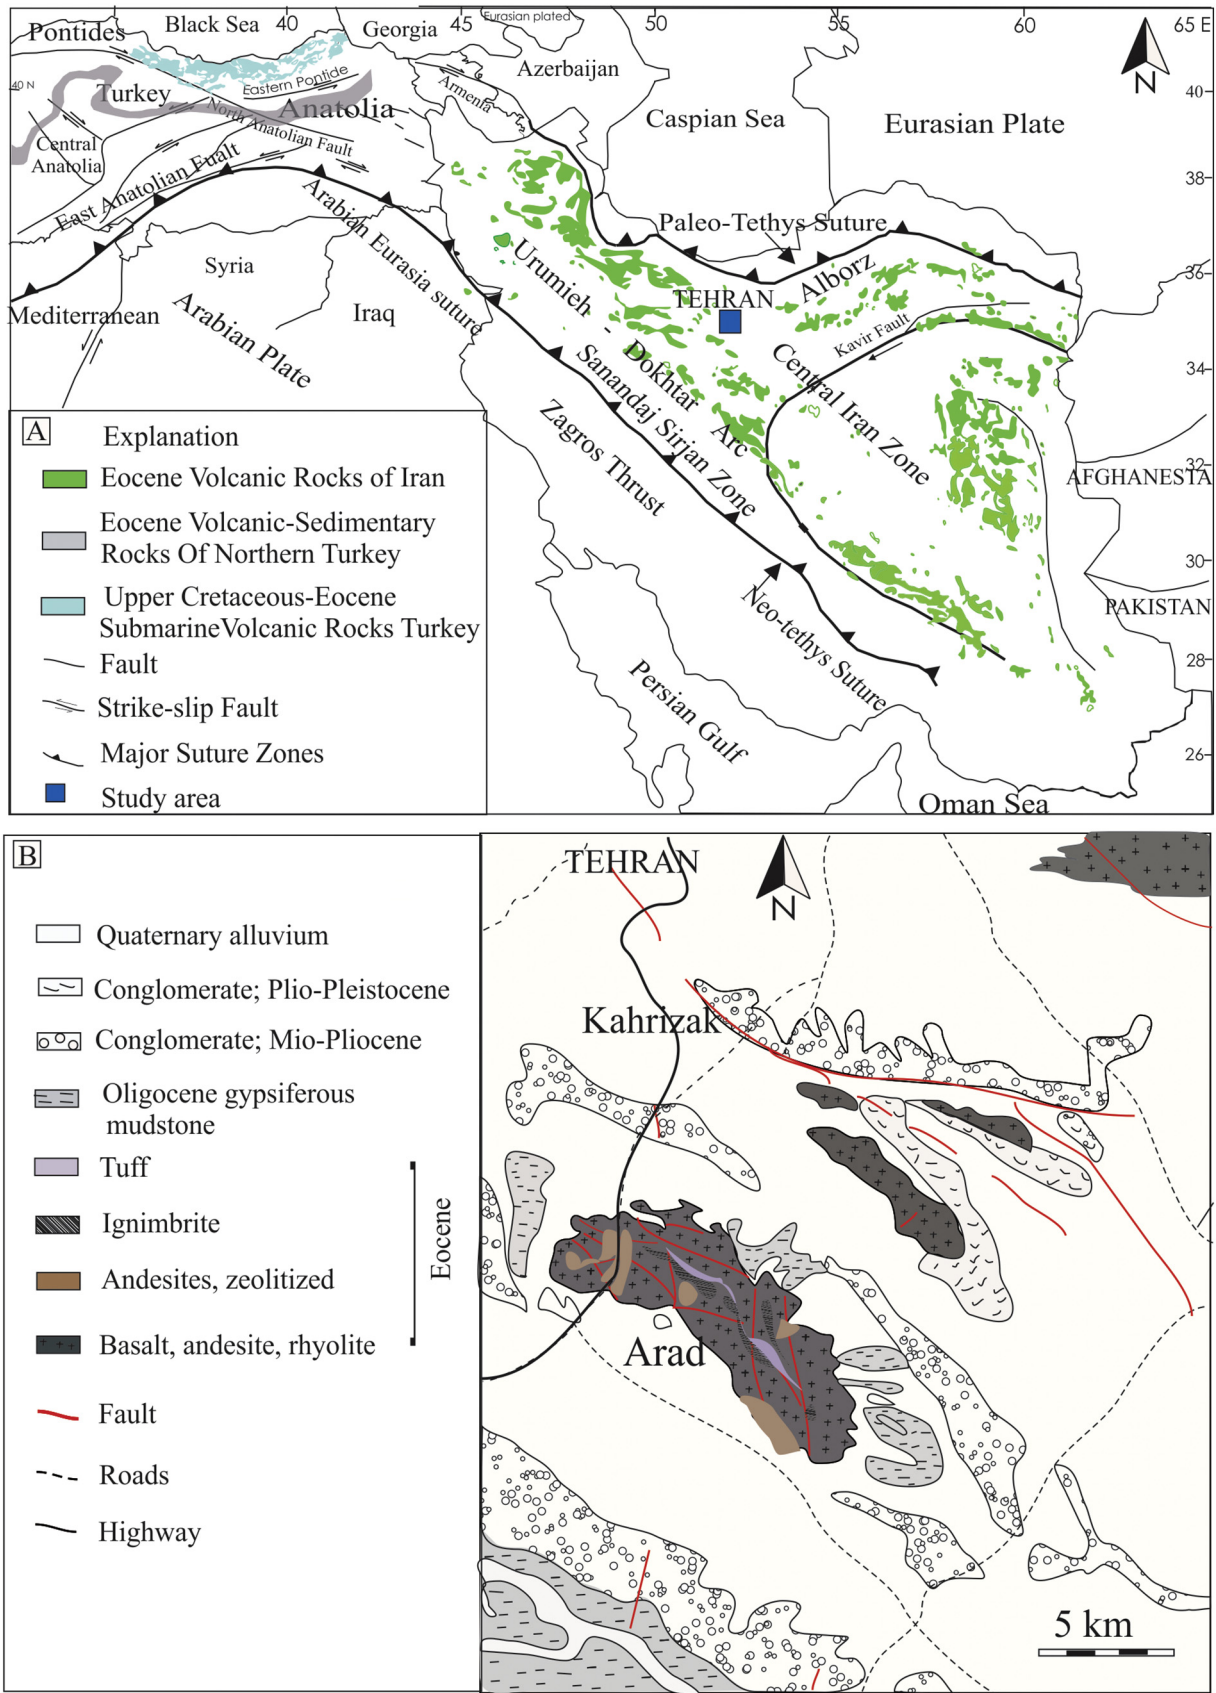 Black Sea
40
45
50
55
60
65 E
Pontides
Georgia
Eurasian plated
N
Azerbaijan
40 N
Turkey
Eastern Pontide
Armenia
40
North Anatolian Fault
Anatolia
Caspian Sea
Eurasian Plate
Central
Anatolia
38
East Anatolian Fualt
Arabian Eurasia suture
Paleo-Tethys Suture
Syria
Urumieh
Alborz
36
TEHRAN
Mediterranean
Arabian Plate
Iraq
Kavir Fault
- Dokhtar
Arc
Sanandaj Sirjan Zone
Central Iran Zone
34
Zagros Thrust
32
AFGHANESTA
30
Neo-tethys Suture
PAKISTAN
28
Persian Gulf
26
Oman Sea
A
Explanation
Eocene Volcanic Rocks of Iran
Eocene Volcanic-Sedimentary
Rocks Of Northern Turkey
Upper Cretaceous-Eocene
SubmarineVolcanic Rocks Turkey
Fault
Strike-slip Fault
Major Suture Zones
Study area
B
Quaternary alluvium
Conglomerate; Plio-Pleistocene
Conglomerate; Mio-Pliocene
Oligocene gypsiferous
mudstone
Tuff
Ignimbrite
Andesites, zeolitized
Basalt, andesite, rhyolite
Eocene
Fault
Roads
Highway
TEHRAN
N
Kahrizak
Arad
5 km